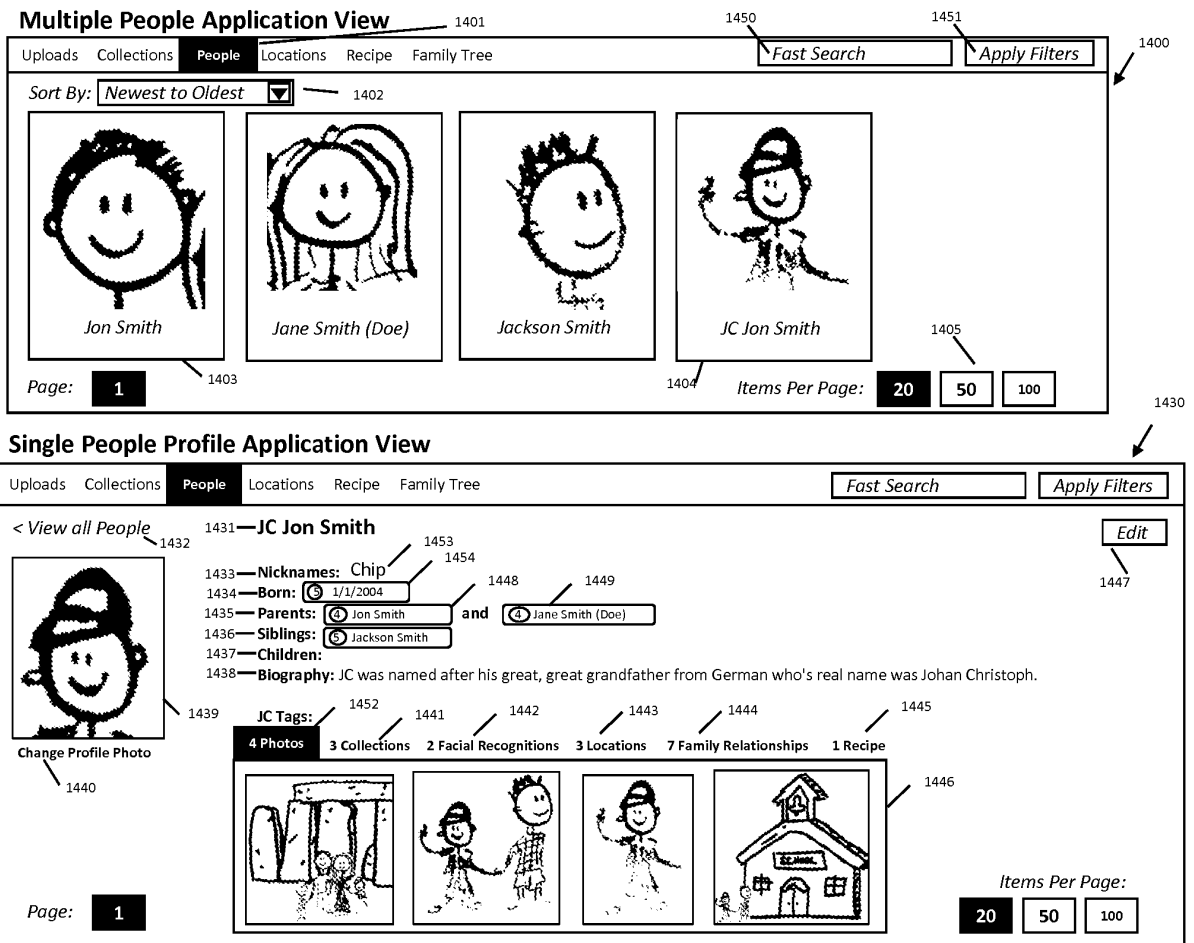 Multiple People Application View
1401
1450
1451
1400
Uploads Collections People Locations Recipe Family Tree Fast Search Apply Filters
Sort By: Newest to Oldest
1402
Jon Smith Jane Smith (Doe) Jackson Smith JC Jon Smith
1403
1404
1405
Page: 1 Items Per Page: 20 50 100
1430
Single People Profile Application View
Uploads Collections People Locations Recipe Family Tree Fast Search Apply Filters
< View all People
1432
1431 JC Jon Smith
Edit
1447
1453
1454
1433 Nicknames: Chip
1448
1449
1434 Born: 5 1/1/2004
1435 Parents: 4 Jon Smith and 4 Jane Smith (Doe)
1436 Siblings: 5 Jackson Smith
1437 Children:
1438 Biography: JC was named after his great, great grandfather from German who's real name was Johan Christoph.
1439
Change Profile Photo
1440
JC Tags:
1452
1441
1442
1443
1444
1445
4 Photos 3 Collections 2 Facial Recognitions 3 Locations 7 Family Relationships 1 Recipe
1446
Page: 1
Items Per Page:
20 50 100